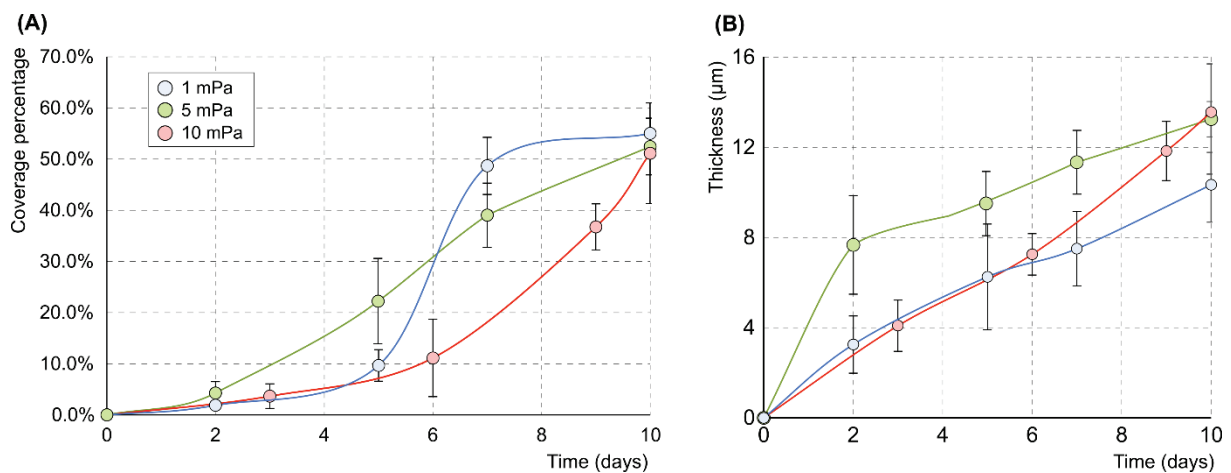 (A)
Coverage percentage
70.0%
60.0%
50.0%
40.0%
30.0%
20.0%
10.0%
0.0%
1 mPa
5 mPa
10 mPa
0 2 4 6 8 10
Time (days)
(B)
Thickness (µm)
16
12
8
4
0
0 2 4 6 8 10
Time (days)